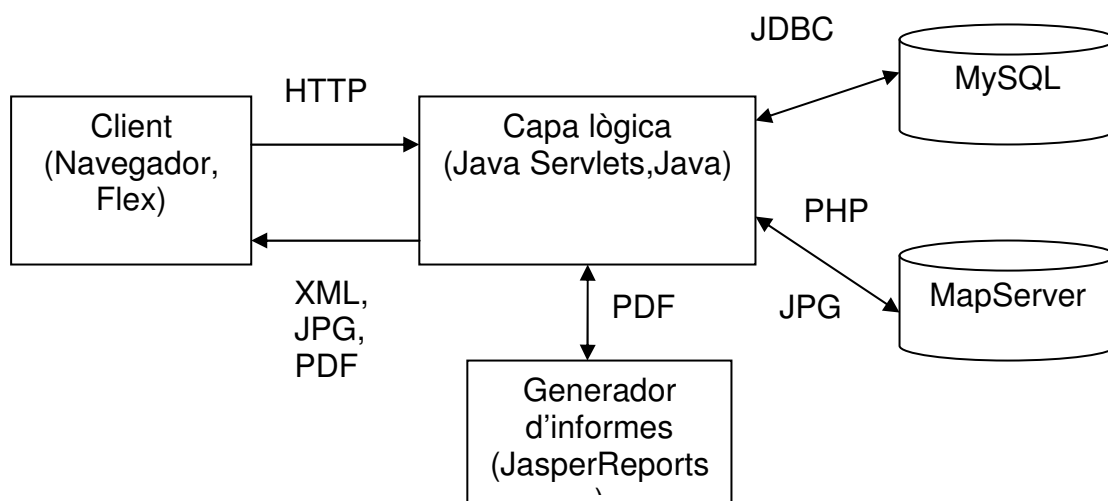 JDBC
MySQL
HTTP
Client
(Navegador,
Flex)
Capa lògica
(Java Servlets,Java)
PHP
MapServer
JPG
XML,
JPG,
PDF
PDF
Generador
d'informes
(JasperReports
)